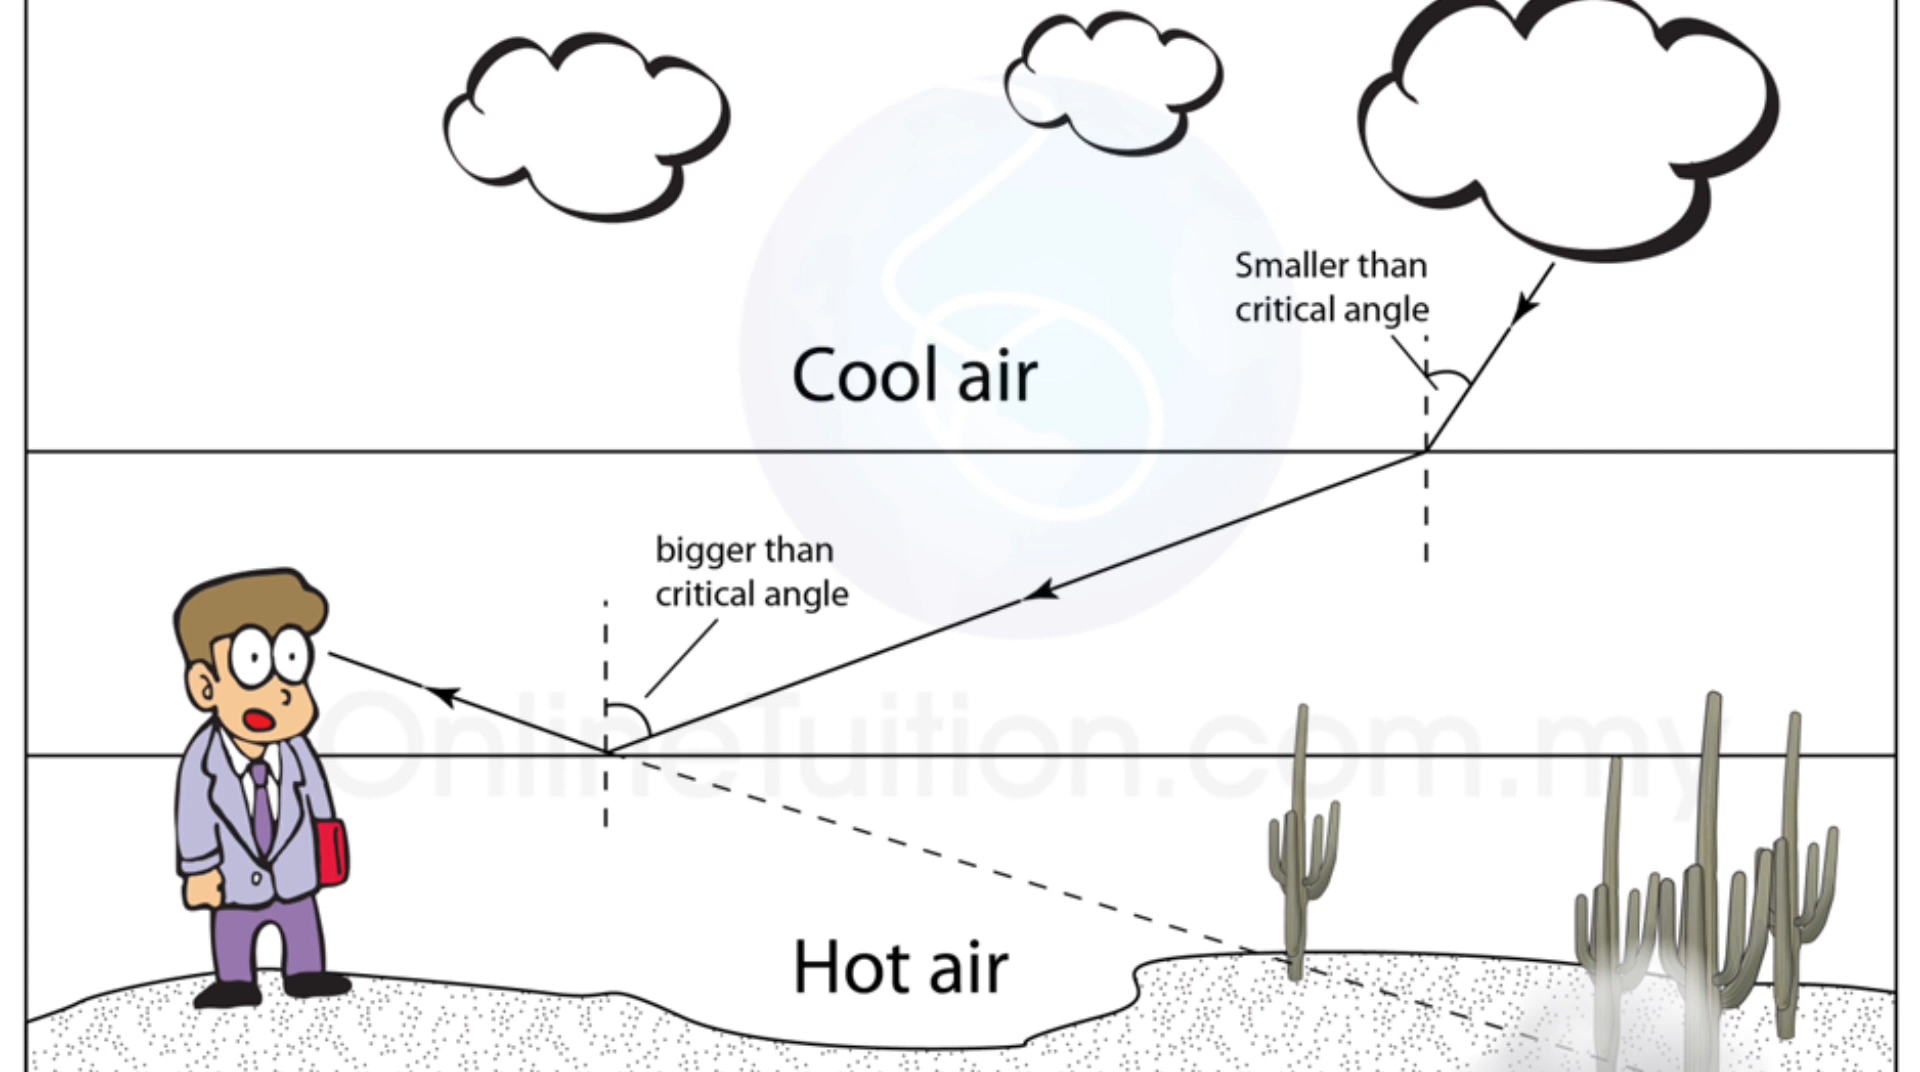 Smaller than
critical angle
Cool air
bigger than
critical angle
OnlineTuition.com.my
Hot air